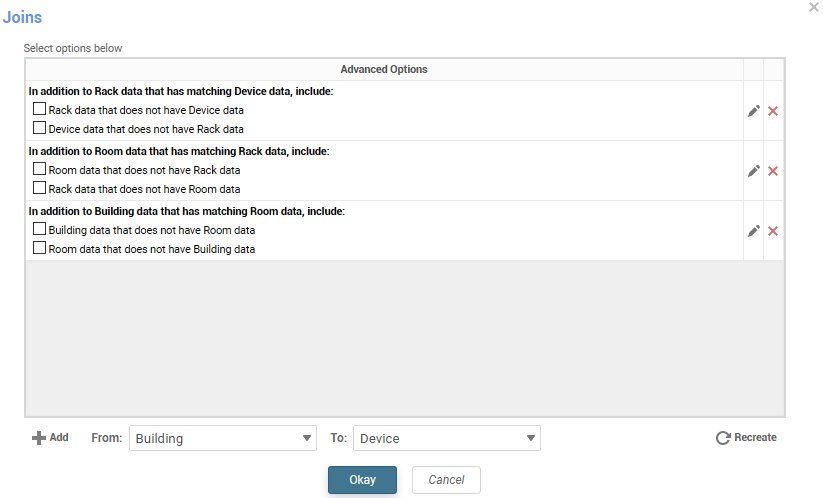 Joins
Select options below
Advanced Options
In addition to Rack data that has matching Device data, include:
Rack data that does not have Device data
Device data that does not have Rack data
In addition to Room data that has matching Rack data, include:
Room data that does not have Rack data
Rack data that does not have Room data
In addition to Building data that has matching Room data, include:
Building data that does not have Room data
Room data that does not have Building data
Add From: Building To: Device Recreate
Okay Cancel